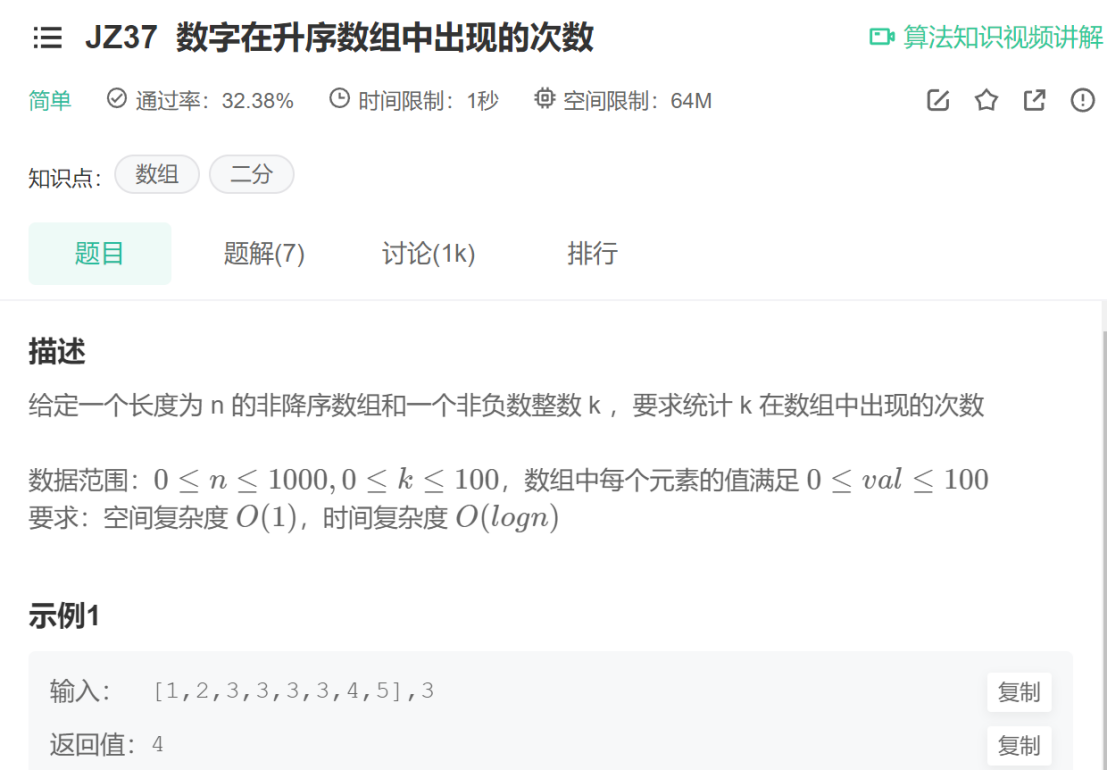 JZ37 数字在升序数组中出现的次数 算法知识视频讲解
简单 通过率：32.38% 时间限制：1秒 空间限制：64M
知识点： 数组 二分
题目 题解(7) 讨论(1k) 排行
描述
给定一个长度为 n 的非降序数组和一个非负数整数 k ，要求统计 k 在数组中出现的次数
数据范围：0 ≤ n ≤ 1000, 0 ≤ k ≤ 100，数组中每个元素的值满足 0 ≤ val ≤ 100
要求：空间复杂度 O(1)，时间复杂度 O(logn)
示例1
输入： [1,2,3,3,3,3,4,5],3 复制
返回值：4 复制